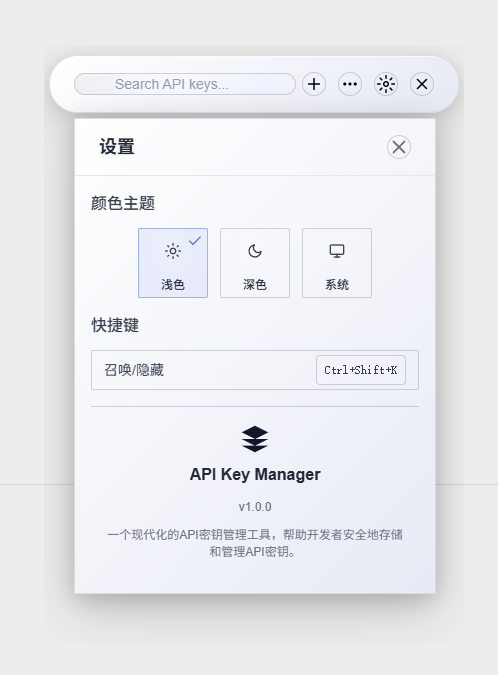 Search API keys...
设置
颜色主题
浅色
深色
系统
快捷键
召唤/隐藏
Ctrl+Shift+K
API Key Manager
v1.0.0
一个现代化的API密钥管理工具，帮助开发者安全地存储
和管理API密钥。